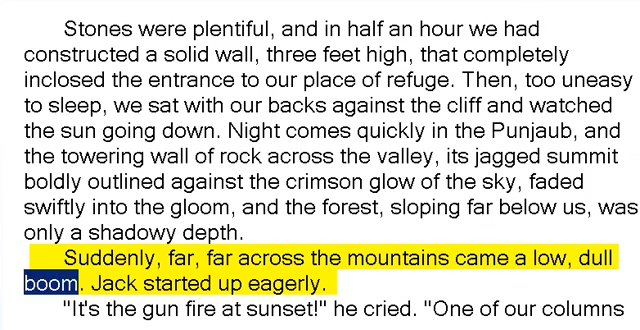 Stones were plentiful, and in half an hour we had
constructed a solid wall, three feet high, that completely
inclosed the entrance to our place of refuge. Then, too uneasy
to sleep, we sat with our backs against the cliff and watched
the sun going down. Night comes quickly in the Punjaub, and
the towering wall of rock across the valley, its jagged summit
boldly outlined against the crimson glow of the sky, faded
swiftly into the gloom, and the forest, sloping far below us, was
only a shadowy depth.
Suddenly, far, far across the mountains came a low, dull
boom. Jack started up eagerly.
"It's the gun fire at sunset!" he cried. "One of our columns